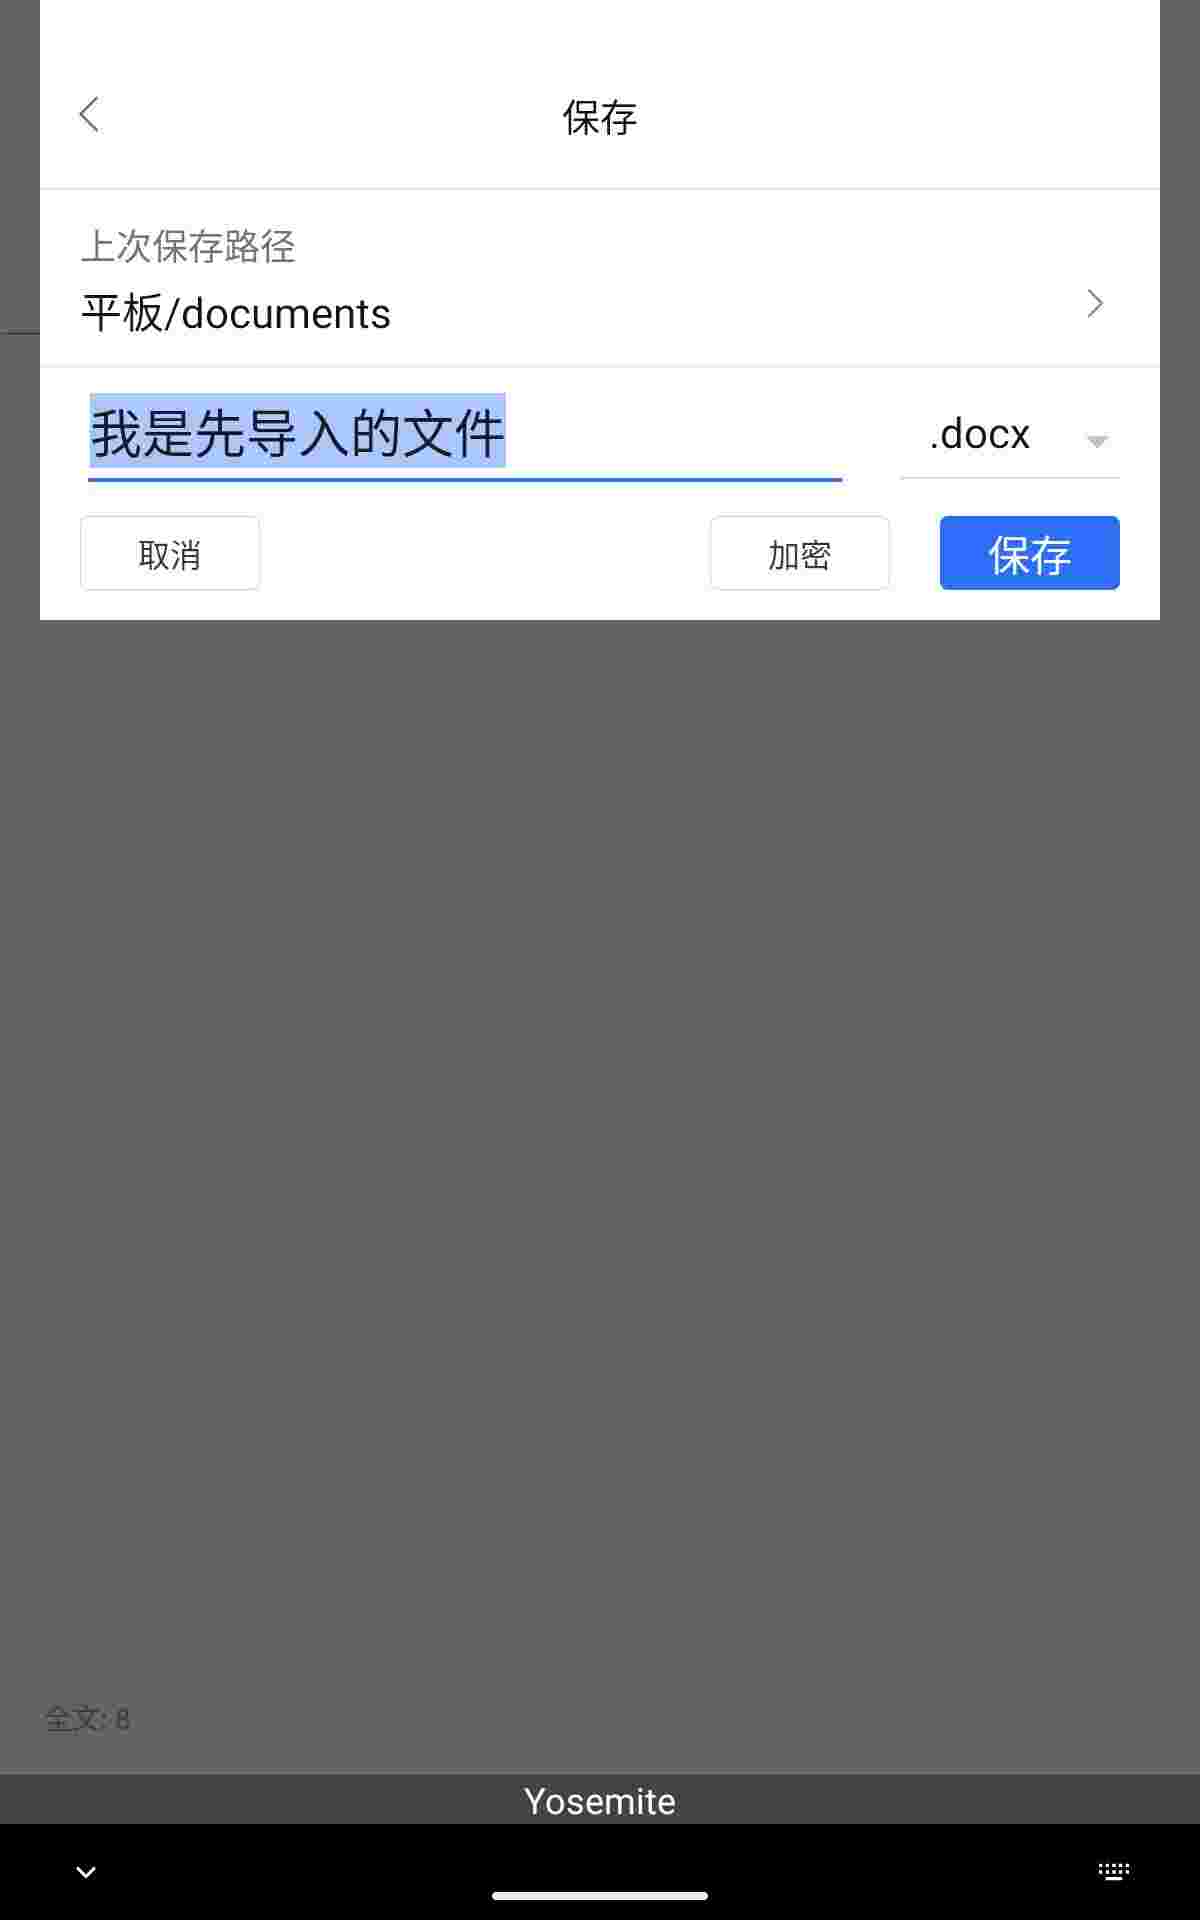 保存
上次保存路径
平板/documents
我是先导入的文件
.docx
取消
加密
保存
全文: 8
Yosemite